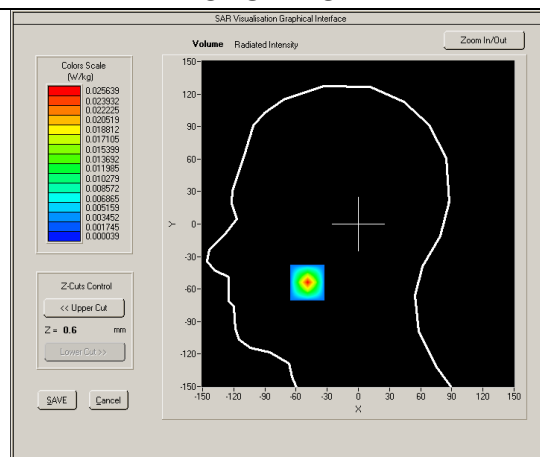 SAR Visualisation Graphical Interface
Volume Radiated Intensity
Zoom In/Out
Colors Scale
(W/kg)
0.025639
0.023932
0.022225
0.020519
0.018812
0.017105
0.015399
0.013692
0.011985
0.010279
0.008572
0.006865
0.005159
0.003452
0.001745
0.000039
Z-Cuts Control
<< Upper Cut
Z = 0.6 mm
Lower Cut >>
SAVE Cancel
150
120
90
60
30
0
-30
-60
-90
-120
-150
Y
-150 -120 -90 -60 -30 0 30 60 90 120 150
X